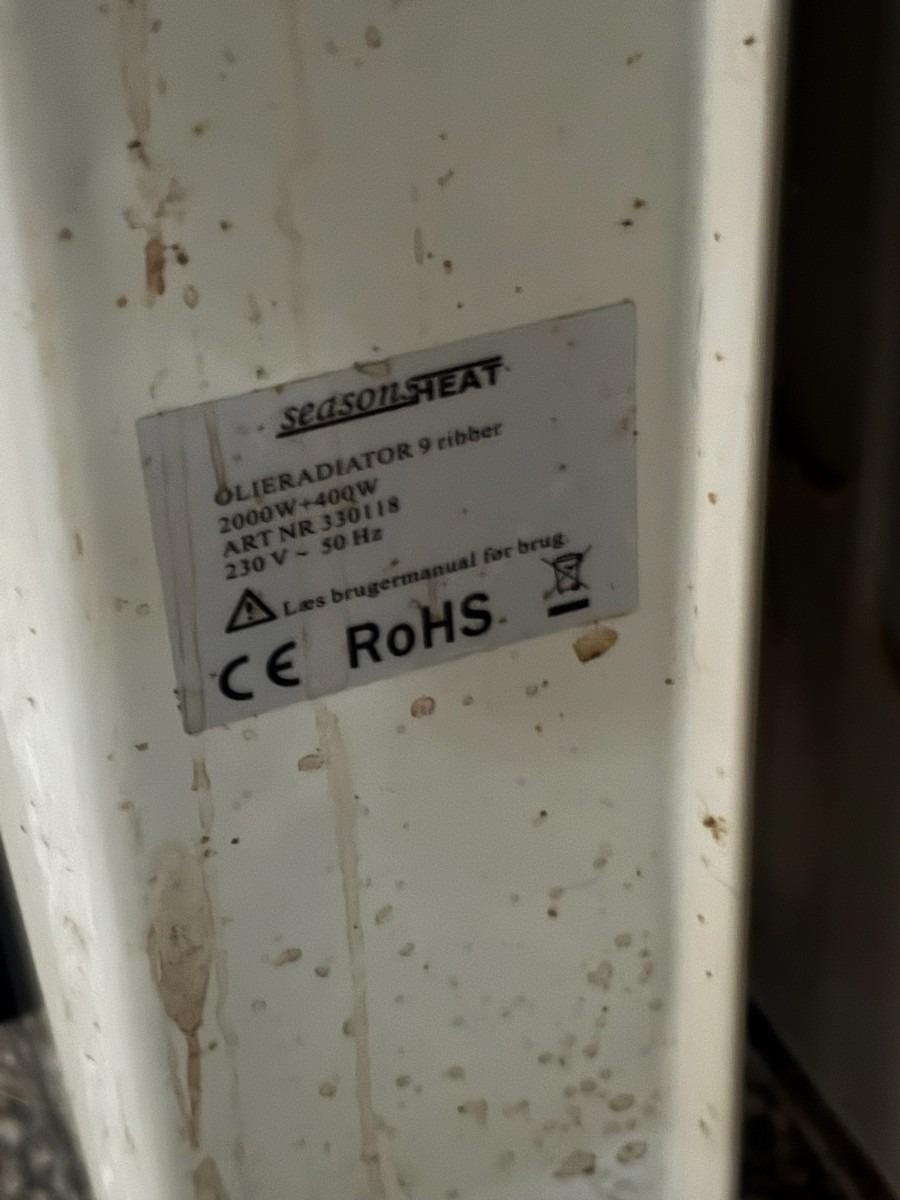 seasonsHEAT
OLIERADIATOR 9 ribber
2000W+400W
ART NR 330118
230 V ~ 50 Hz
Læs brugermanual før brug.
CE RoHS